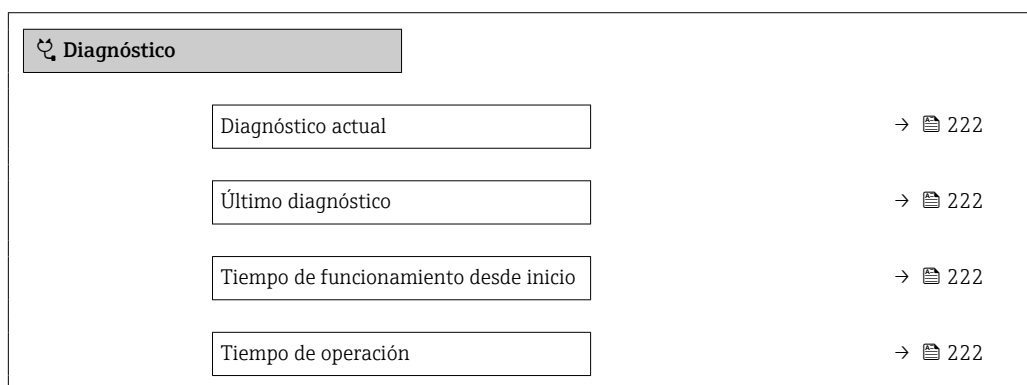 Diagnóstico
Diagnóstico actual → 222
Último diagnóstico → 222
Tiempo de funcionamiento desde inicio → 222
Tiempo de operación → 222